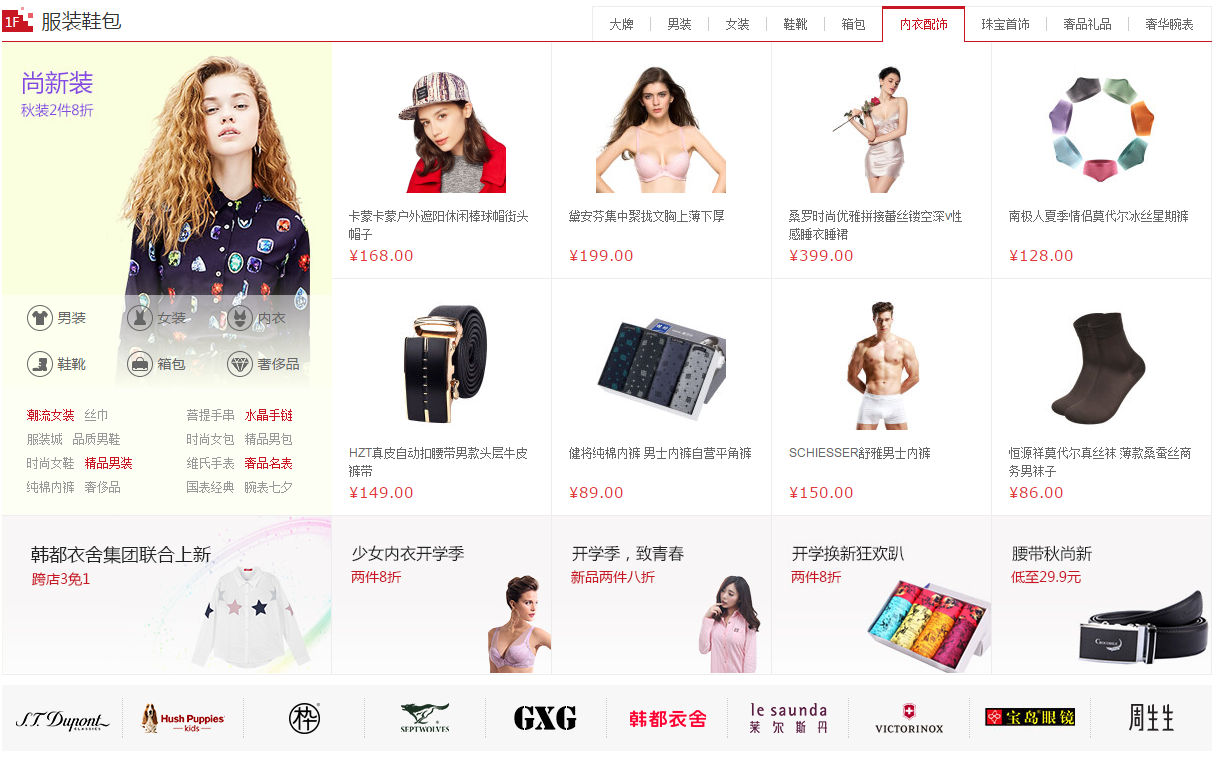 1F 服装鞋包
大牌 男装 女装 鞋靴 箱包 内衣配饰 珠宝首饰 奢品礼品 奢华腕表
尚新装
秋装2件8折
男装 女装 内衣
鞋靴 箱包 奢侈品
潮流女装 丝巾 菩提手串 水晶手链
服装城 品质男鞋 时尚女包 精品男包
时尚女鞋 精品男装 维氏手表 奢品名表
纯棉内裤 奢侈品 国表经典 腕表七夕
卡蒙卡蒙户外遮阳休闲棒球帽街头
帽子
¥168.00
黛安芬集中聚拢文胸上薄下厚
¥199.00
桑罗时尚优雅拼接蕾丝镂空深v性
感睡衣睡裙
¥399.00
南极人夏季情侣莫代尔冰丝星期裤
¥128.00
HZT真皮自动扣腰带男款头层牛皮
裤带
¥149.00
健将纯棉内裤 男士内裤自营平角裤
¥89.00
SCHIESSER舒雅男士内裤
¥150.00
恒源祥莫代尔真丝袜 薄款桑蚕丝商
务男袜子
¥86.00
韩都衣舍集团联合上新
跨店3免1
少女内衣开学季
两件8折
开学季，致青春
新品两件八折
开学换新狂欢趴
两件8折
腰带秋尚新
低至29.9元
CROCODILE
S.T. Dupont
CLASSICS
Hush Puppies
kids
SEPTWOLVES
GXG
韩都衣舍
le saunda
莱尔斯丹
VICTORINOX
宝岛眼镜
周生生